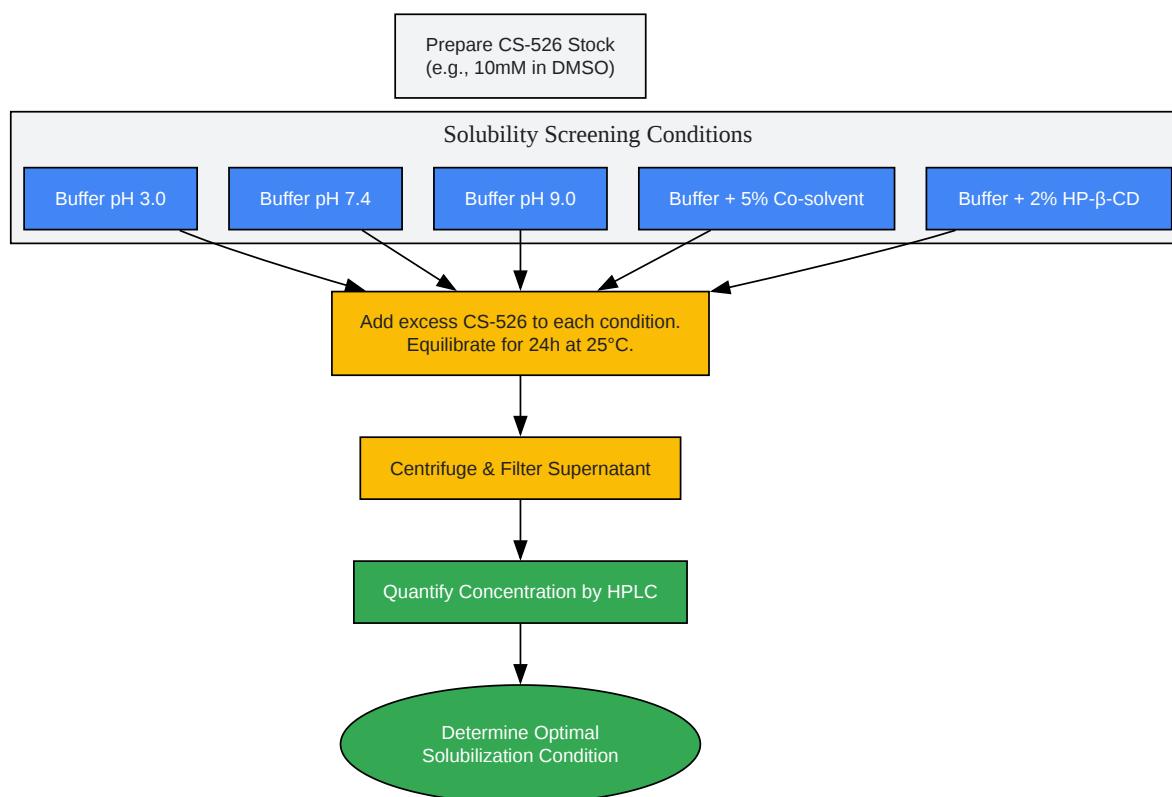 Prepare CS-526 Stock
(e.g., 10mM in DMSO)
Solubility Screening Conditions
Buffer pH 3.0
Buffer pH 7.4
Buffer pH 9.0
Buffer + 5% Co-solvent
Buffer + 2% HP-β-CD
Add excess CS-526 to each condition.
Equilibrate for 24h at 25°C.
Centrifuge & Filter Supernatant
Quantify Concentration by HPLC
Determine Optimal
Solubilization Condition